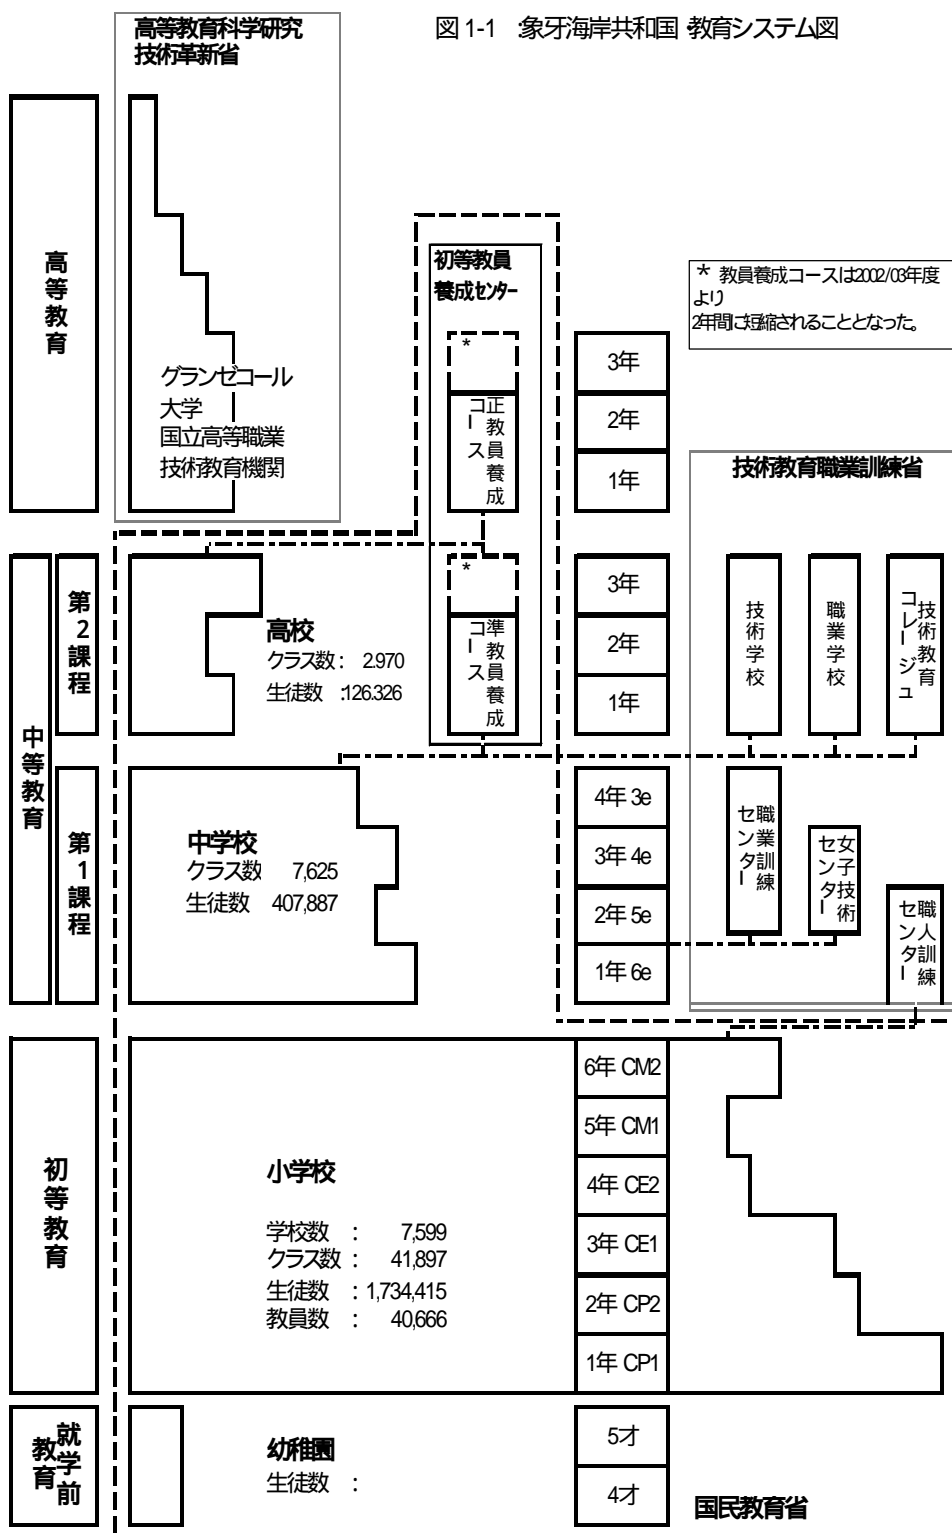 図 1-1 :象牙海岸共和国 教育システム図
高等教育科学研究
技術革新省
高等教育
グランゼコール
大学
国立高等職業
技術教育機関
初等教員
養成センター
*
正教員養成
コース
3年
2年
1年
* 教員養成コースは2002/03年度
より
2年間に短縮されることとなった。
技術教育職業訓練省
中等教育
第2課程
高校
クラス数 : 2.970
生徒数 :126.326
*
準教員養成
コース
3年
2年
1年
技術学校
職業学校
技術教育
コレージュ
第1課程
中学校
クラス数 7,625
生徒数 407,887
4年 3e
3年 4e
2年 5e
1年 6e
職業訓練
センター
女子技術
センター
職人訓練
センター
初等教育
小学校
学校数 : 7,599
クラス数 : 41,897
生徒数 : 1,734,415
教員数 : 40,666
6年 CM2
5年 CM1
4年 CE2
3年 CE1
2年 CP2
1年 CP1
就学前
教育
幼稚園
生徒数 :
5才
4才
国民教育省